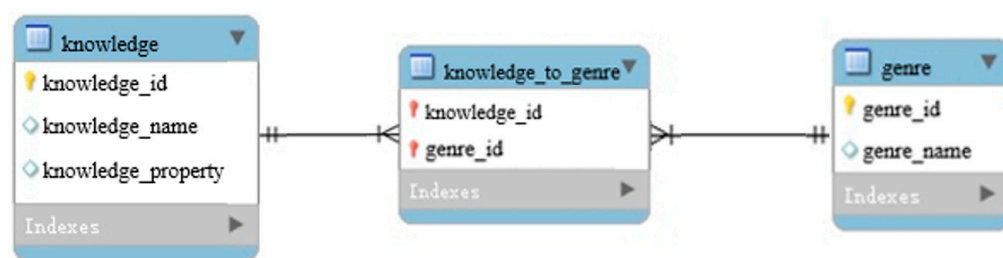 knowledge
knowledge_id
knowledge_name
knowledge_property
Indexes
knowledge_to_genre
knowledge_id
genre_id
Indexes
genre
genre_id
genre_name
Indexes